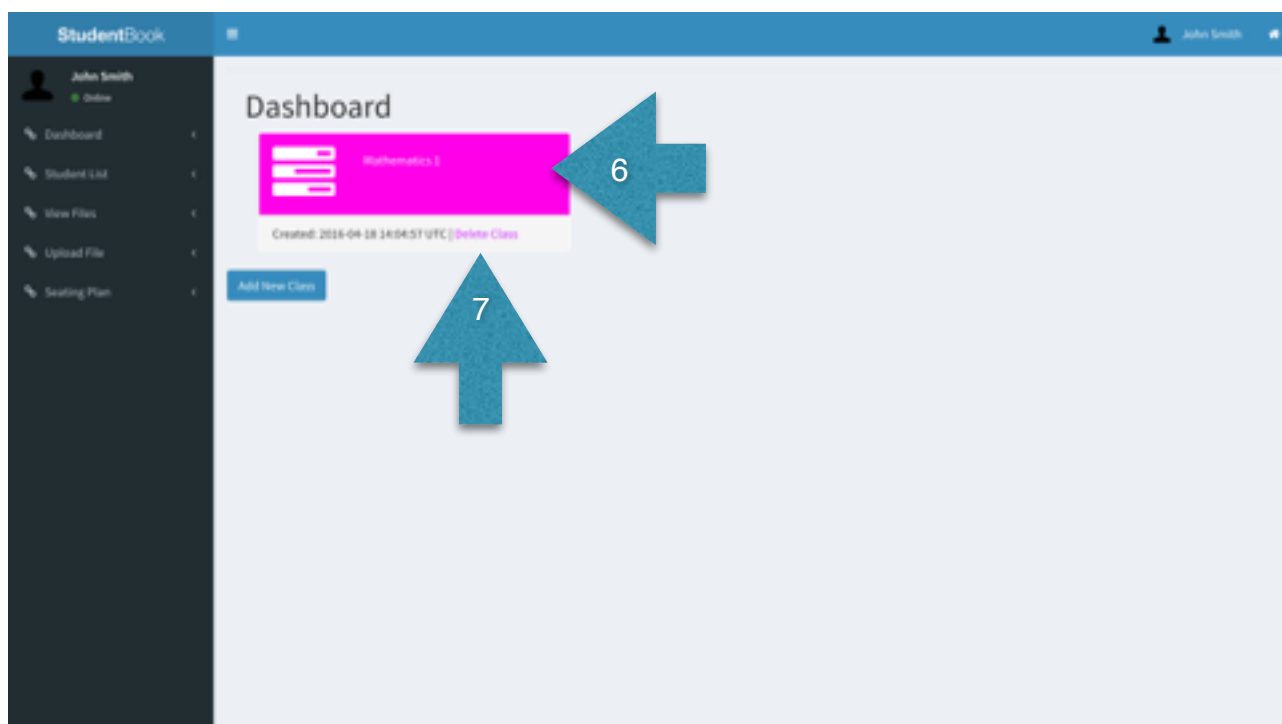 StudentBook
John Smith
John Smith
Online
Dashboard
Student List
View Files
Upload File
Seating Plan
Dashboard
Mathematics 1
6
Created: 2016-04-18 14:04:57 UTC | Delete Class
Add New Class
7